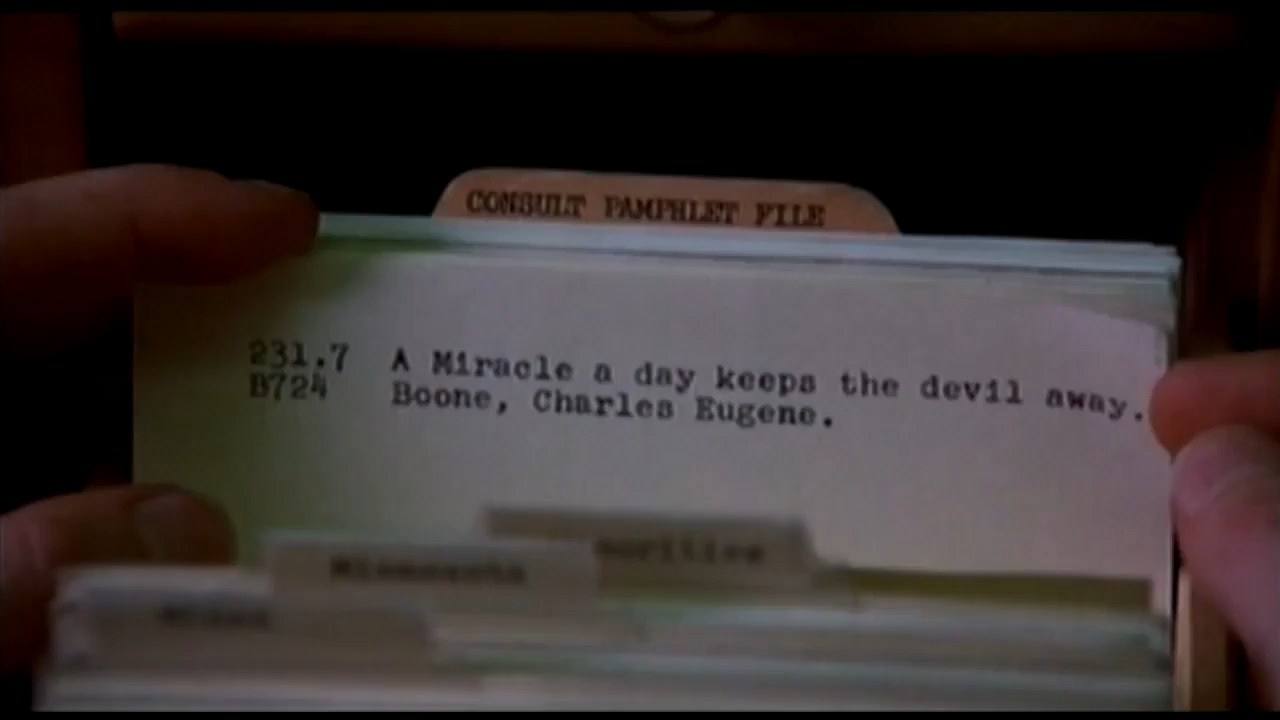 CONSULT PAMPHLET FILE
231.7 A Miracle a day keeps the devil away.
B724 Boone, Charles Eugene.